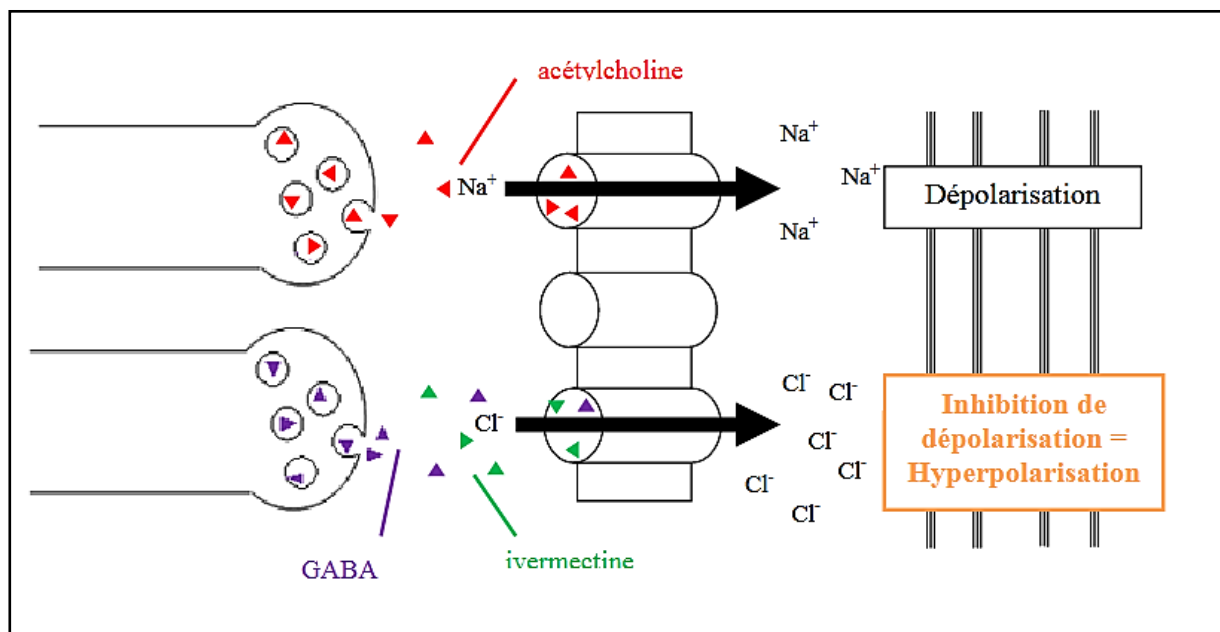 acétylcholine
Na⁺
Na⁺
Na⁺
Na⁺
Dépolarisation
Cl⁻
Cl⁻
Cl⁻
Cl⁻
Cl⁻
Cl⁻
Cl⁻
Inhibition de
dépolarisation =
Hyperpolarisation
GABA
ivermectine